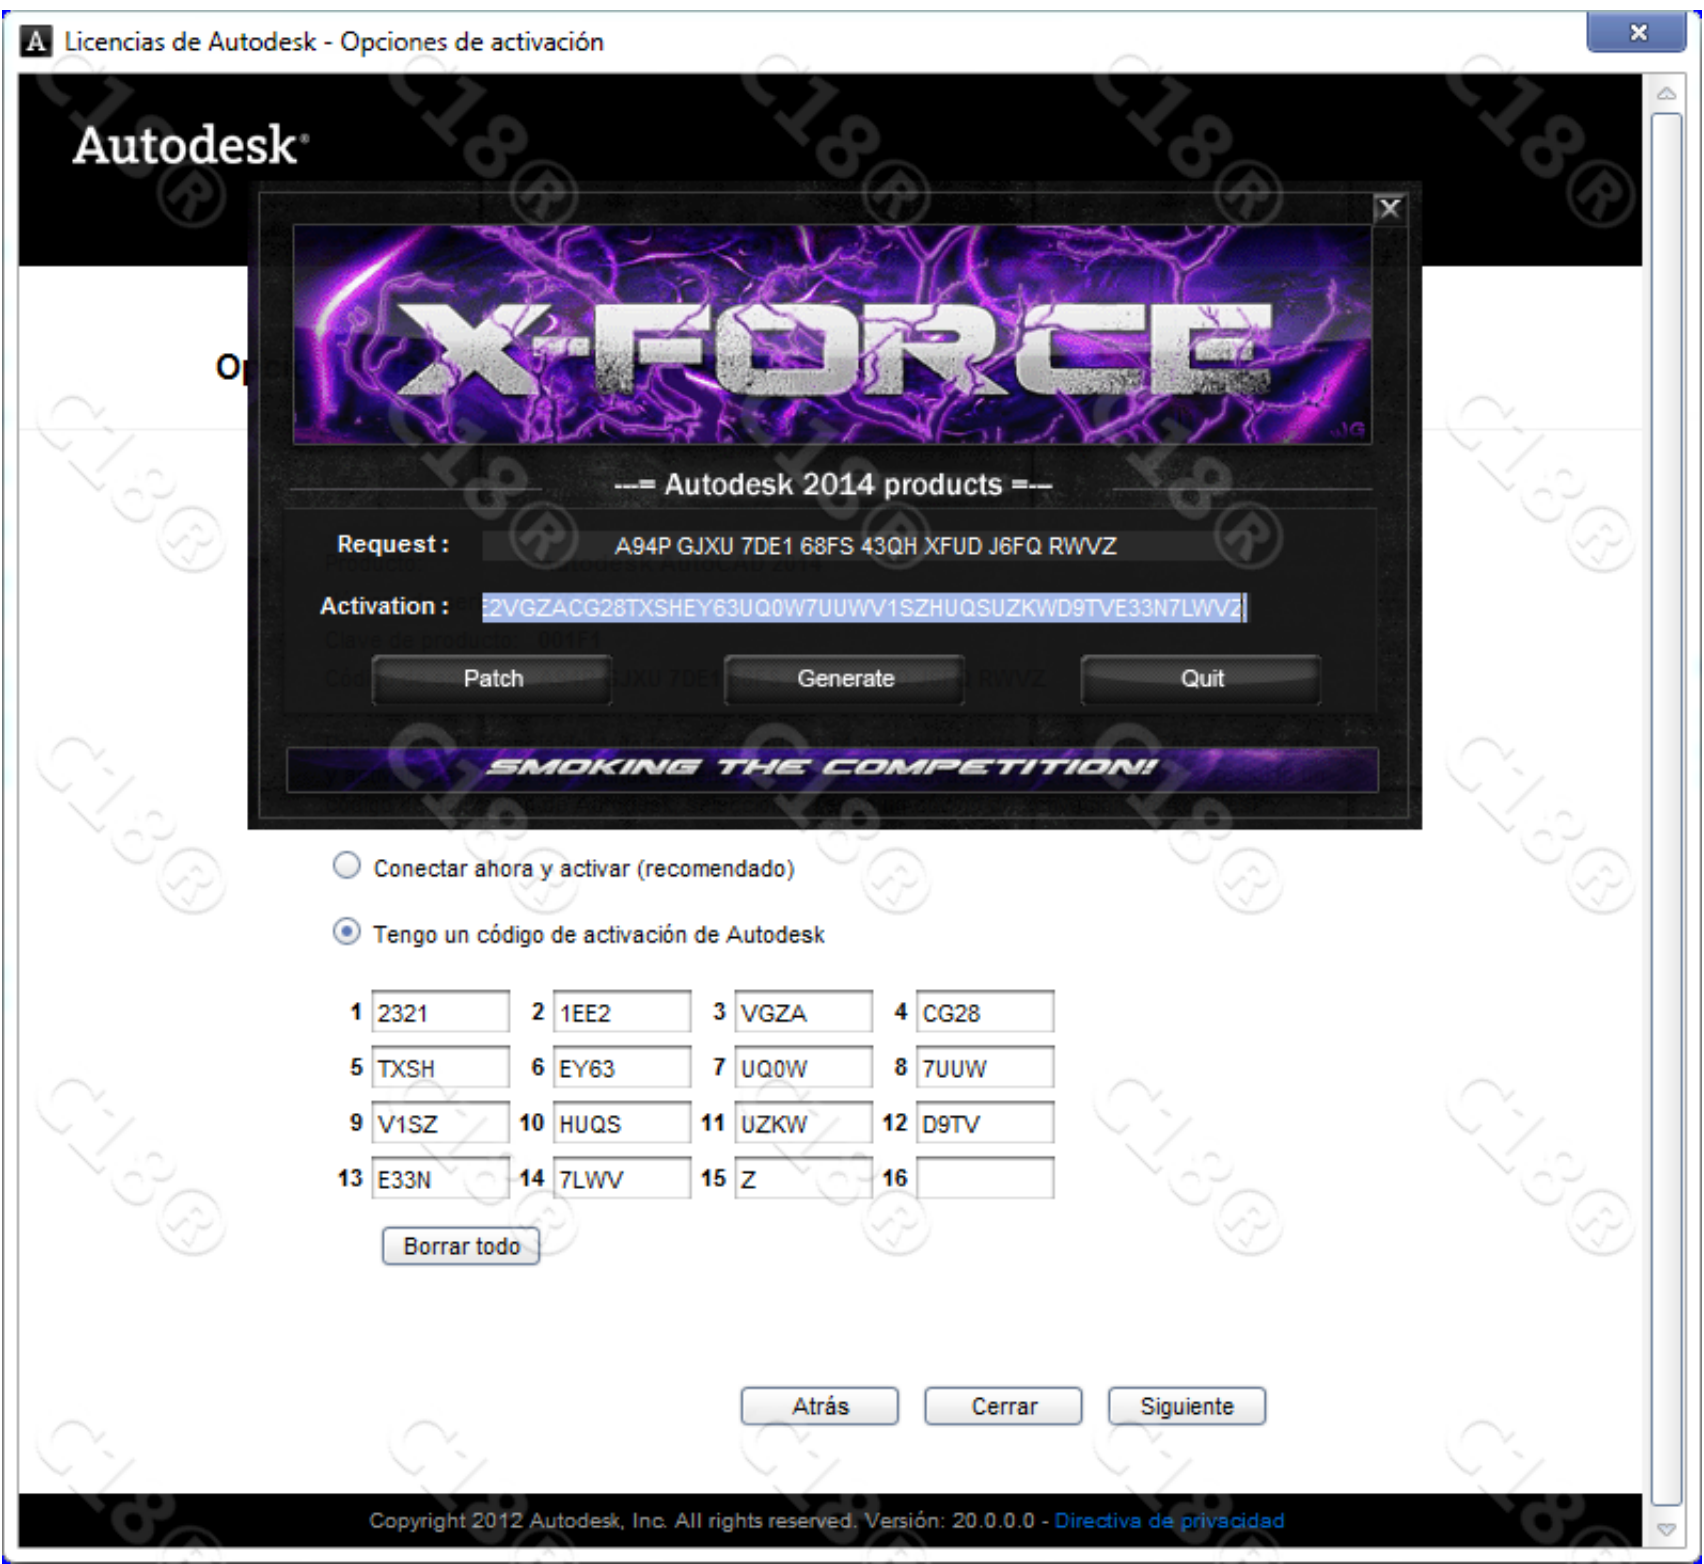 Licencias de Autodesk - Opciones de activación
Autodesk
X-FORCE
---= Autodesk 2014 products =---
Request : A94P GJXU 7DE1 68FS 43QH XFUD J6FQ RWVZ
Activation : E2VGZACG28TXSHEY63UQ0W7UUWV1SZHUQSUZKWD9TVE33N7LWVZ
Patch Generate Quit
SMOKING THE COMPETITION!
Conectar ahora y activar (recomendado)
Tengo un código de activación de Autodesk
1 2321 2 1EE2 3 VGZA 4 CG28
5 TXSH 6 EY63 7 UQ0W 8 7UUW
9 V1SZ 10 HUQS 11 UZKW 12 D9TV
13 E33N 14 7LWV 15 Z 16
Borrar todo
Atrás Cerrar Siguiente
Copyright 2012 Autodesk, Inc. All rights reserved. Versión: 20.0.0.0 - Directiva de privacidad
C18®